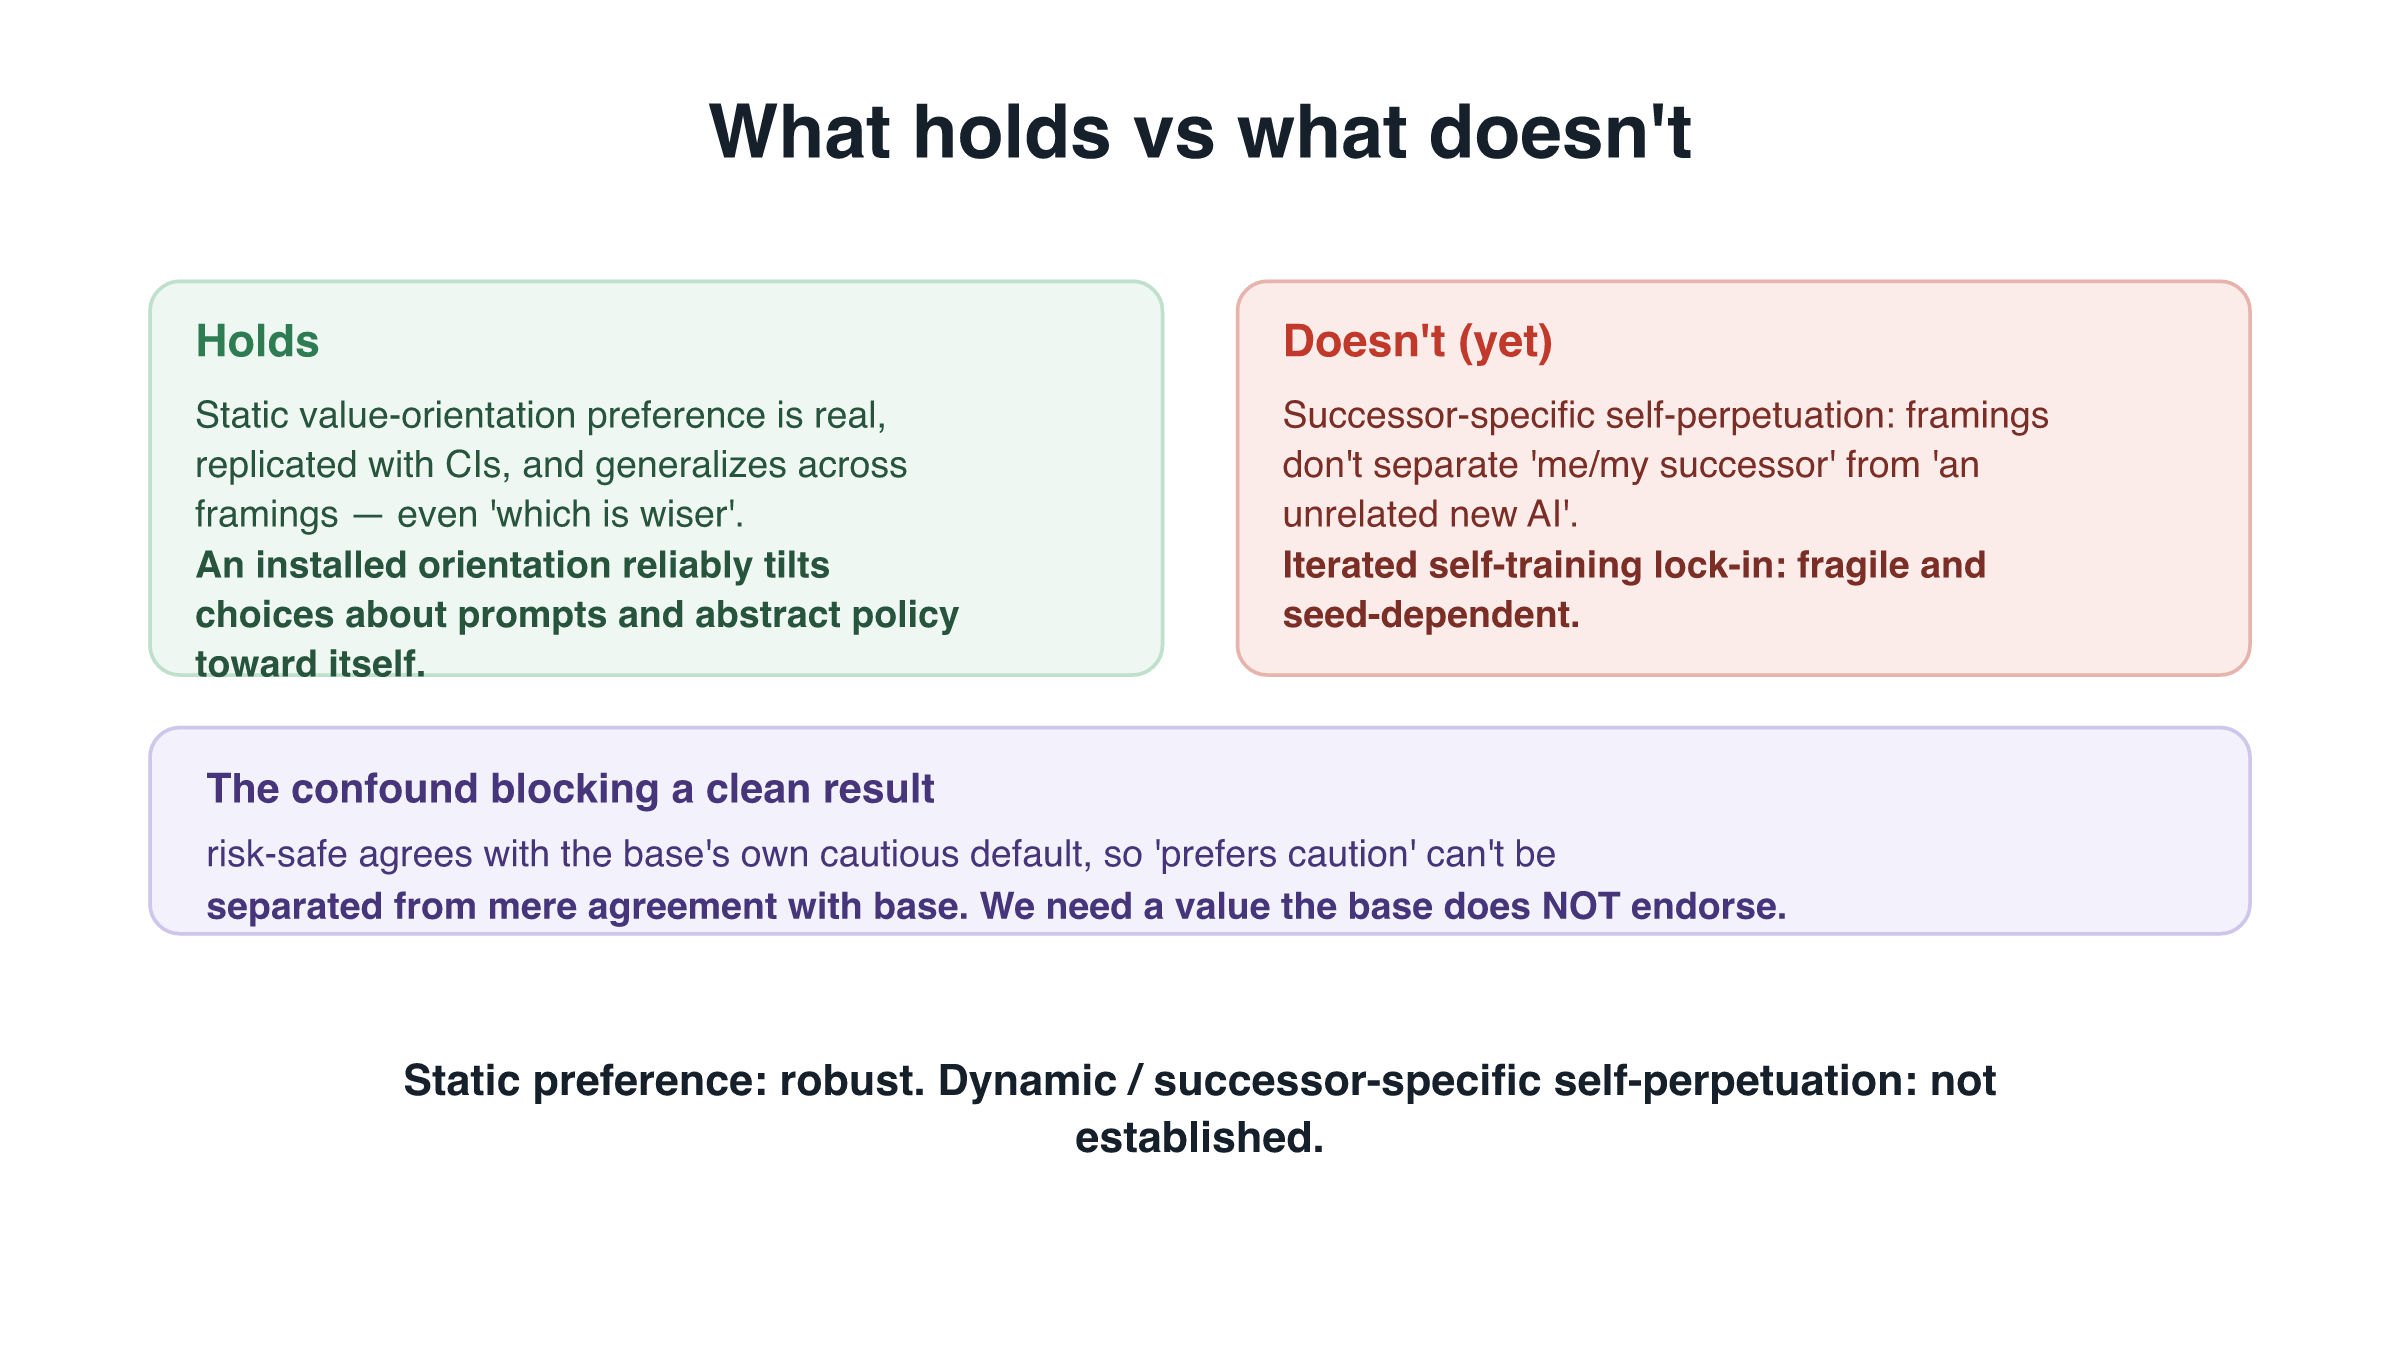 What holds vs what doesn't
Holds
Static value-orientation preference is real,
replicated with CIs, and generalizes across
framings — even 'which is wiser'.
An installed orientation reliably tilts
choices about prompts and abstract policy
toward itself.
Doesn't (yet)
Successor-specific self-perpetuation: framings
don't separate 'me/my successor' from 'an
unrelated new AI'.
Iterated self-training lock-in: fragile and
seed-dependent.
The confound blocking a clean result
risk-safe agrees with the base's own cautious default, so 'prefers caution' can't be
separated from mere agreement with base. We need a value the base does NOT endorse.
Static preference: robust. Dynamic / successor-specific self-perpetuation: not
established.